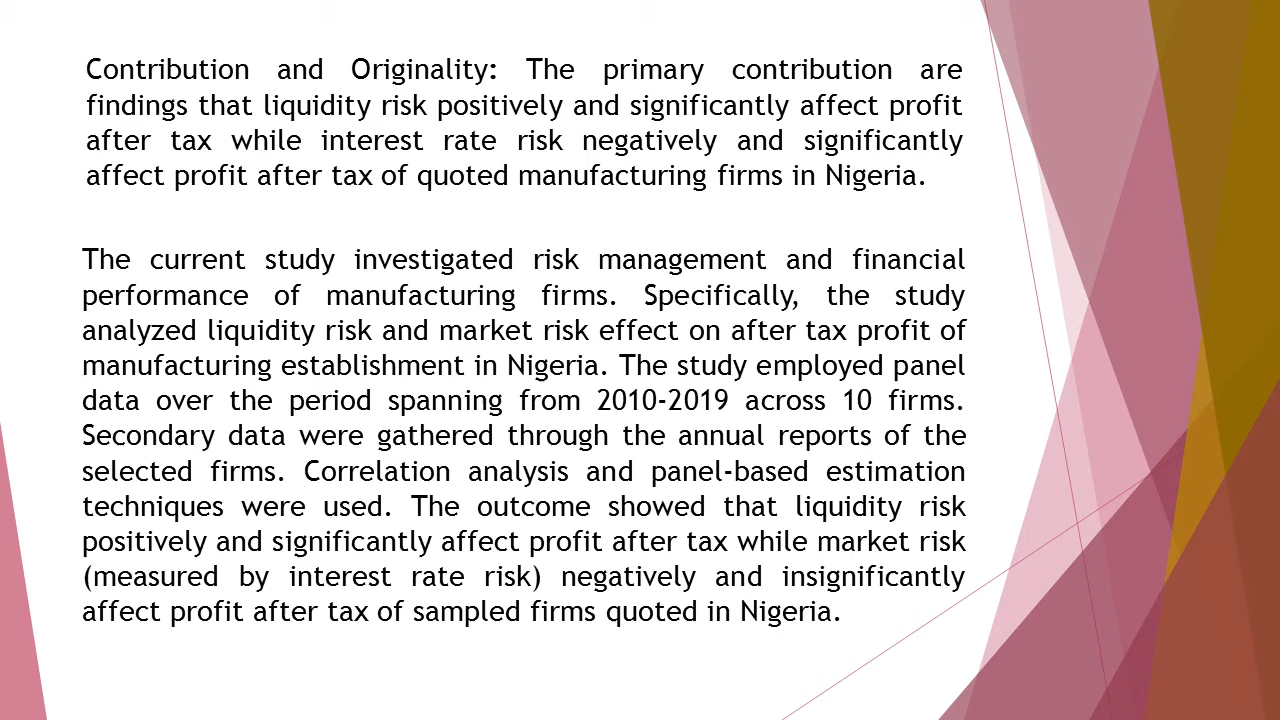 Contribution and Originality: The primary contribution are
findings that liquidity risk positively and significantly affect profit
after tax while interest rate risk negatively and significantly
affect profit after tax of quoted manufacturing firms in Nigeria.
The current study investigated risk management and financial
performance of manufacturing firms. Specifically, the study
analyzed liquidity risk and market risk effect on after tax profit of
manufacturing establishment in Nigeria. The study employed panel
data over the period spanning from 2010-2019 across 10 firms.
Secondary data were gathered through the annual reports of the
selected firms. Correlation analysis and panel-based estimation
techniques were used. The outcome showed that liquidity risk
positively and significantly affect profit after tax while market risk
(measured by interest rate risk) negatively and insignificantly
affect profit after tax of sampled firms quoted in Nigeria.